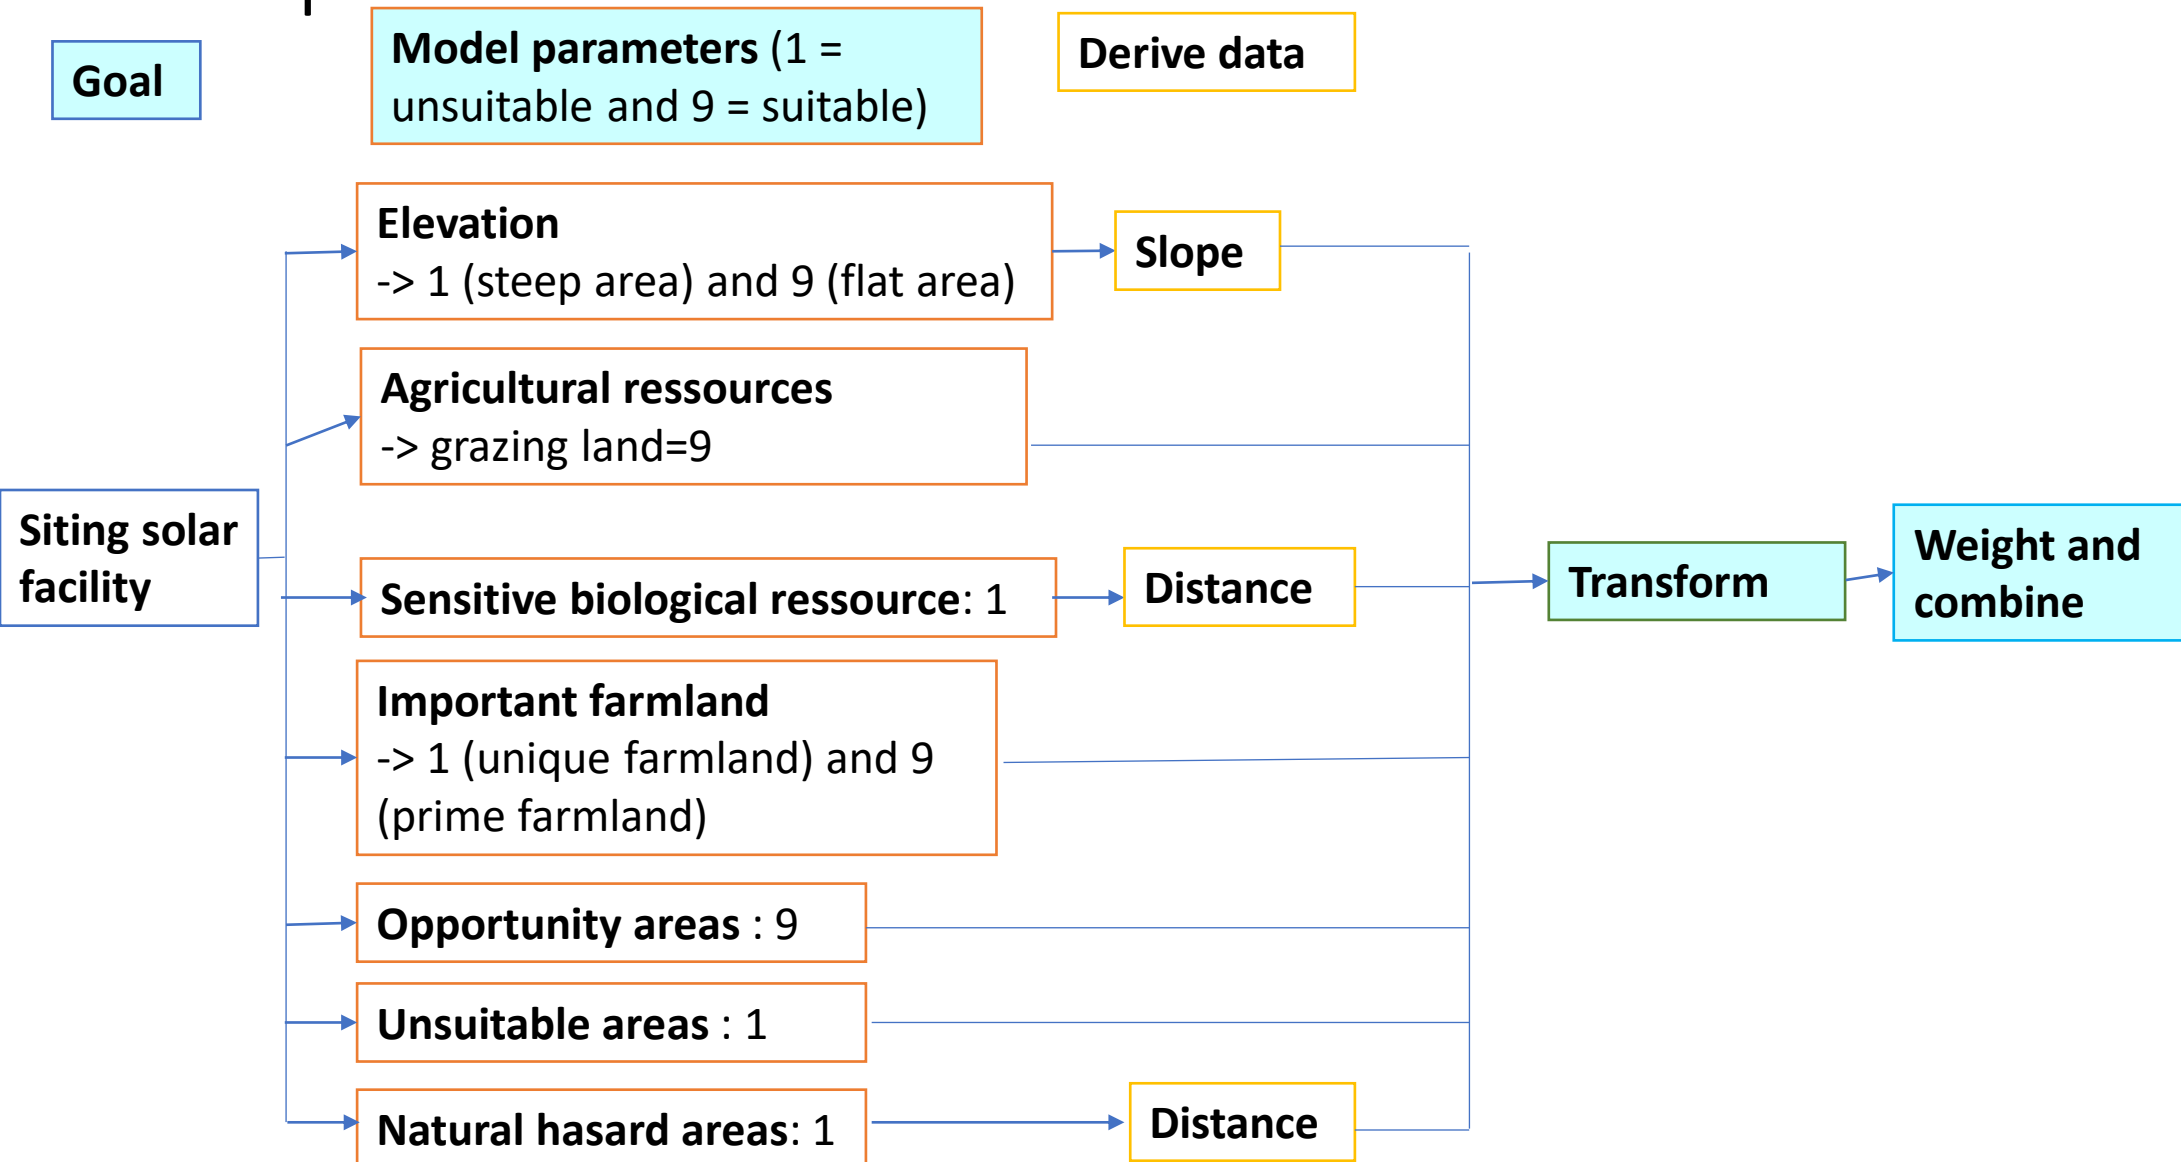 Goal
Model parameters (1 =
unsuitable and 9 = suitable)
Derive data
Elevation
-> 1 (steep area) and 9 (flat area)
Slope
Agricultural ressources
-> grazing land=9
Siting solar
facility
Sensitive biological ressource: 1
Distance
Transform
Weight and
combine
Important farmland
-> 1 (unique farmland) and 9
(prime farmland)
Opportunity areas : 9
Unsuitable areas : 1
Natural hasard areas: 1
Distance